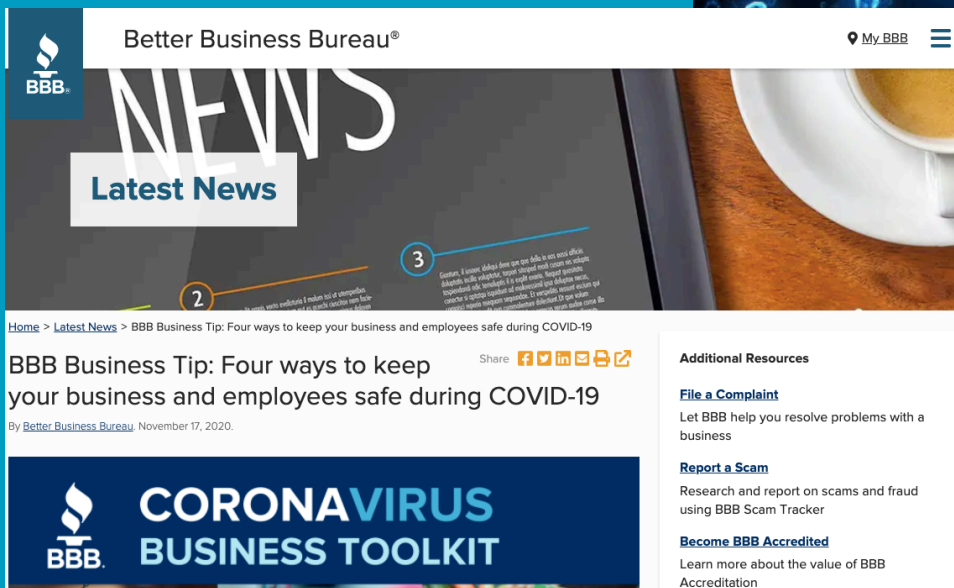 Better Business Bureau®
My BBB
BBB®
NEWS
Latest News
3
2
Home > Latest News > BBB Business Tip: Four ways to keep your business and employees safe during COVID-19
BBB Business Tip: Four ways to keep
your business and employees safe during COVID-19
Share
By Better Business Bureau. November 17, 2020.
CORONAVIRUS
BUSINESS TOOLKIT
BBB.
Additional Resources
File a Complaint
Let BBB help you resolve problems with a
business
Report a Scam
Research and report on scams and fraud
using BBB Scam Tracker
Become BBB Accredited
Learn more about the value of BBB
Accreditation